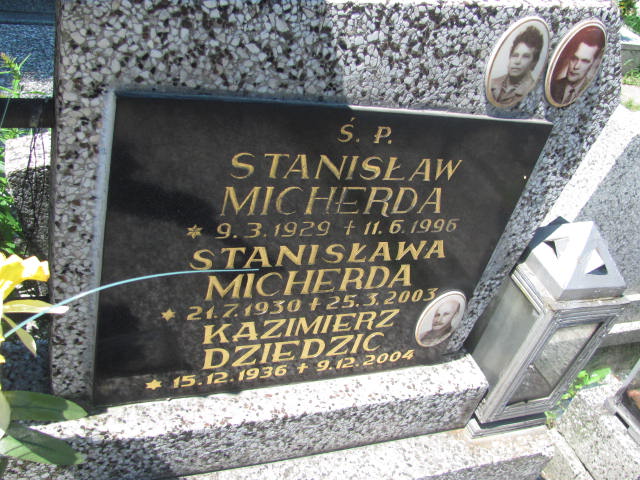 Ś. P.
STANISŁAW
MICHERDA
* 9.3.1929 + 11.6.1996
STANISŁAWA
MICHERDA
* 21.7.1930 + 25.3.2003
KAZIMIERZ
DZIEDZIC
* 15.12.1936 + 9.12.2004